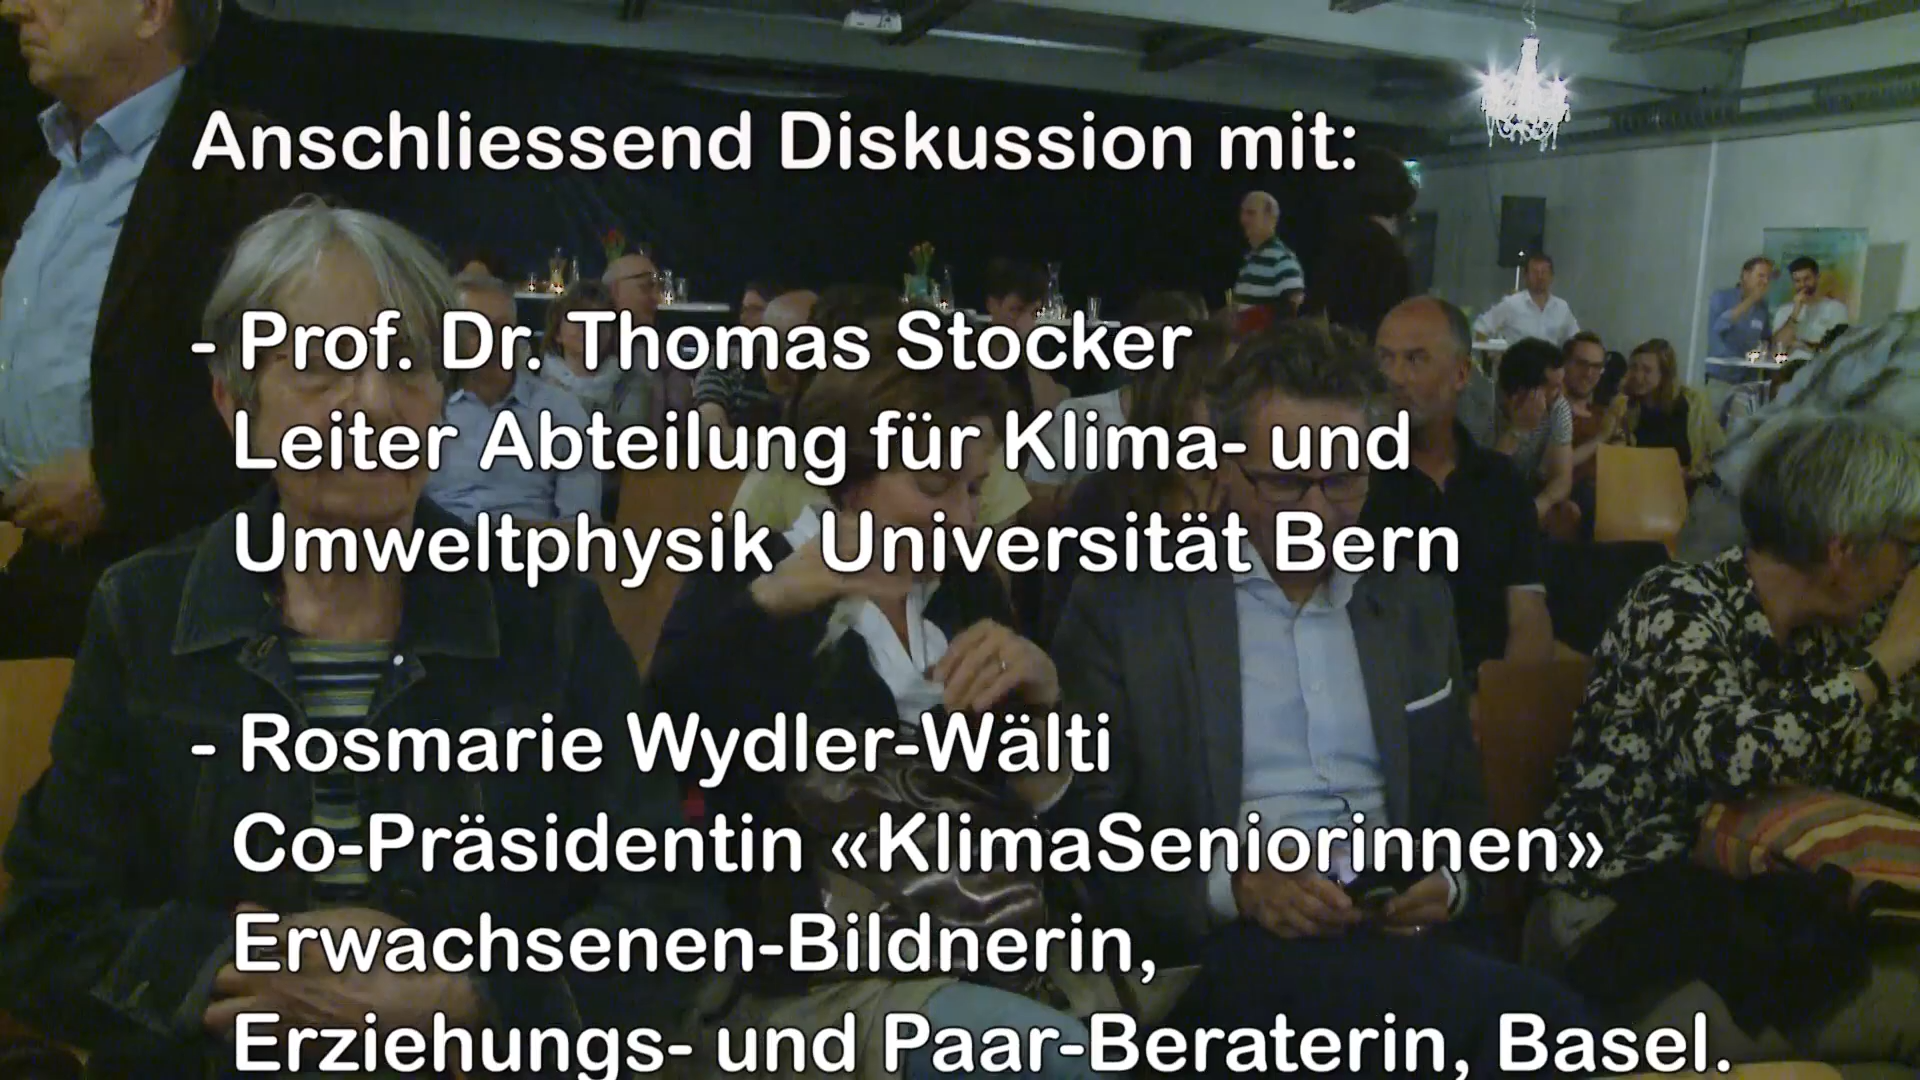 Anschliessend Diskussion mit:
- Prof. Dr. Thomas Stocker
Leiter Abteilung für Klima- und
Umweltphysik Universität Bern
- Rosmarie Wydler-Wälti
Co-Präsidentin «KlimaSeniorinnen»
Erwachsenen-Bildnerin,
Erziehungs- und Paar-Beraterin, Basel.